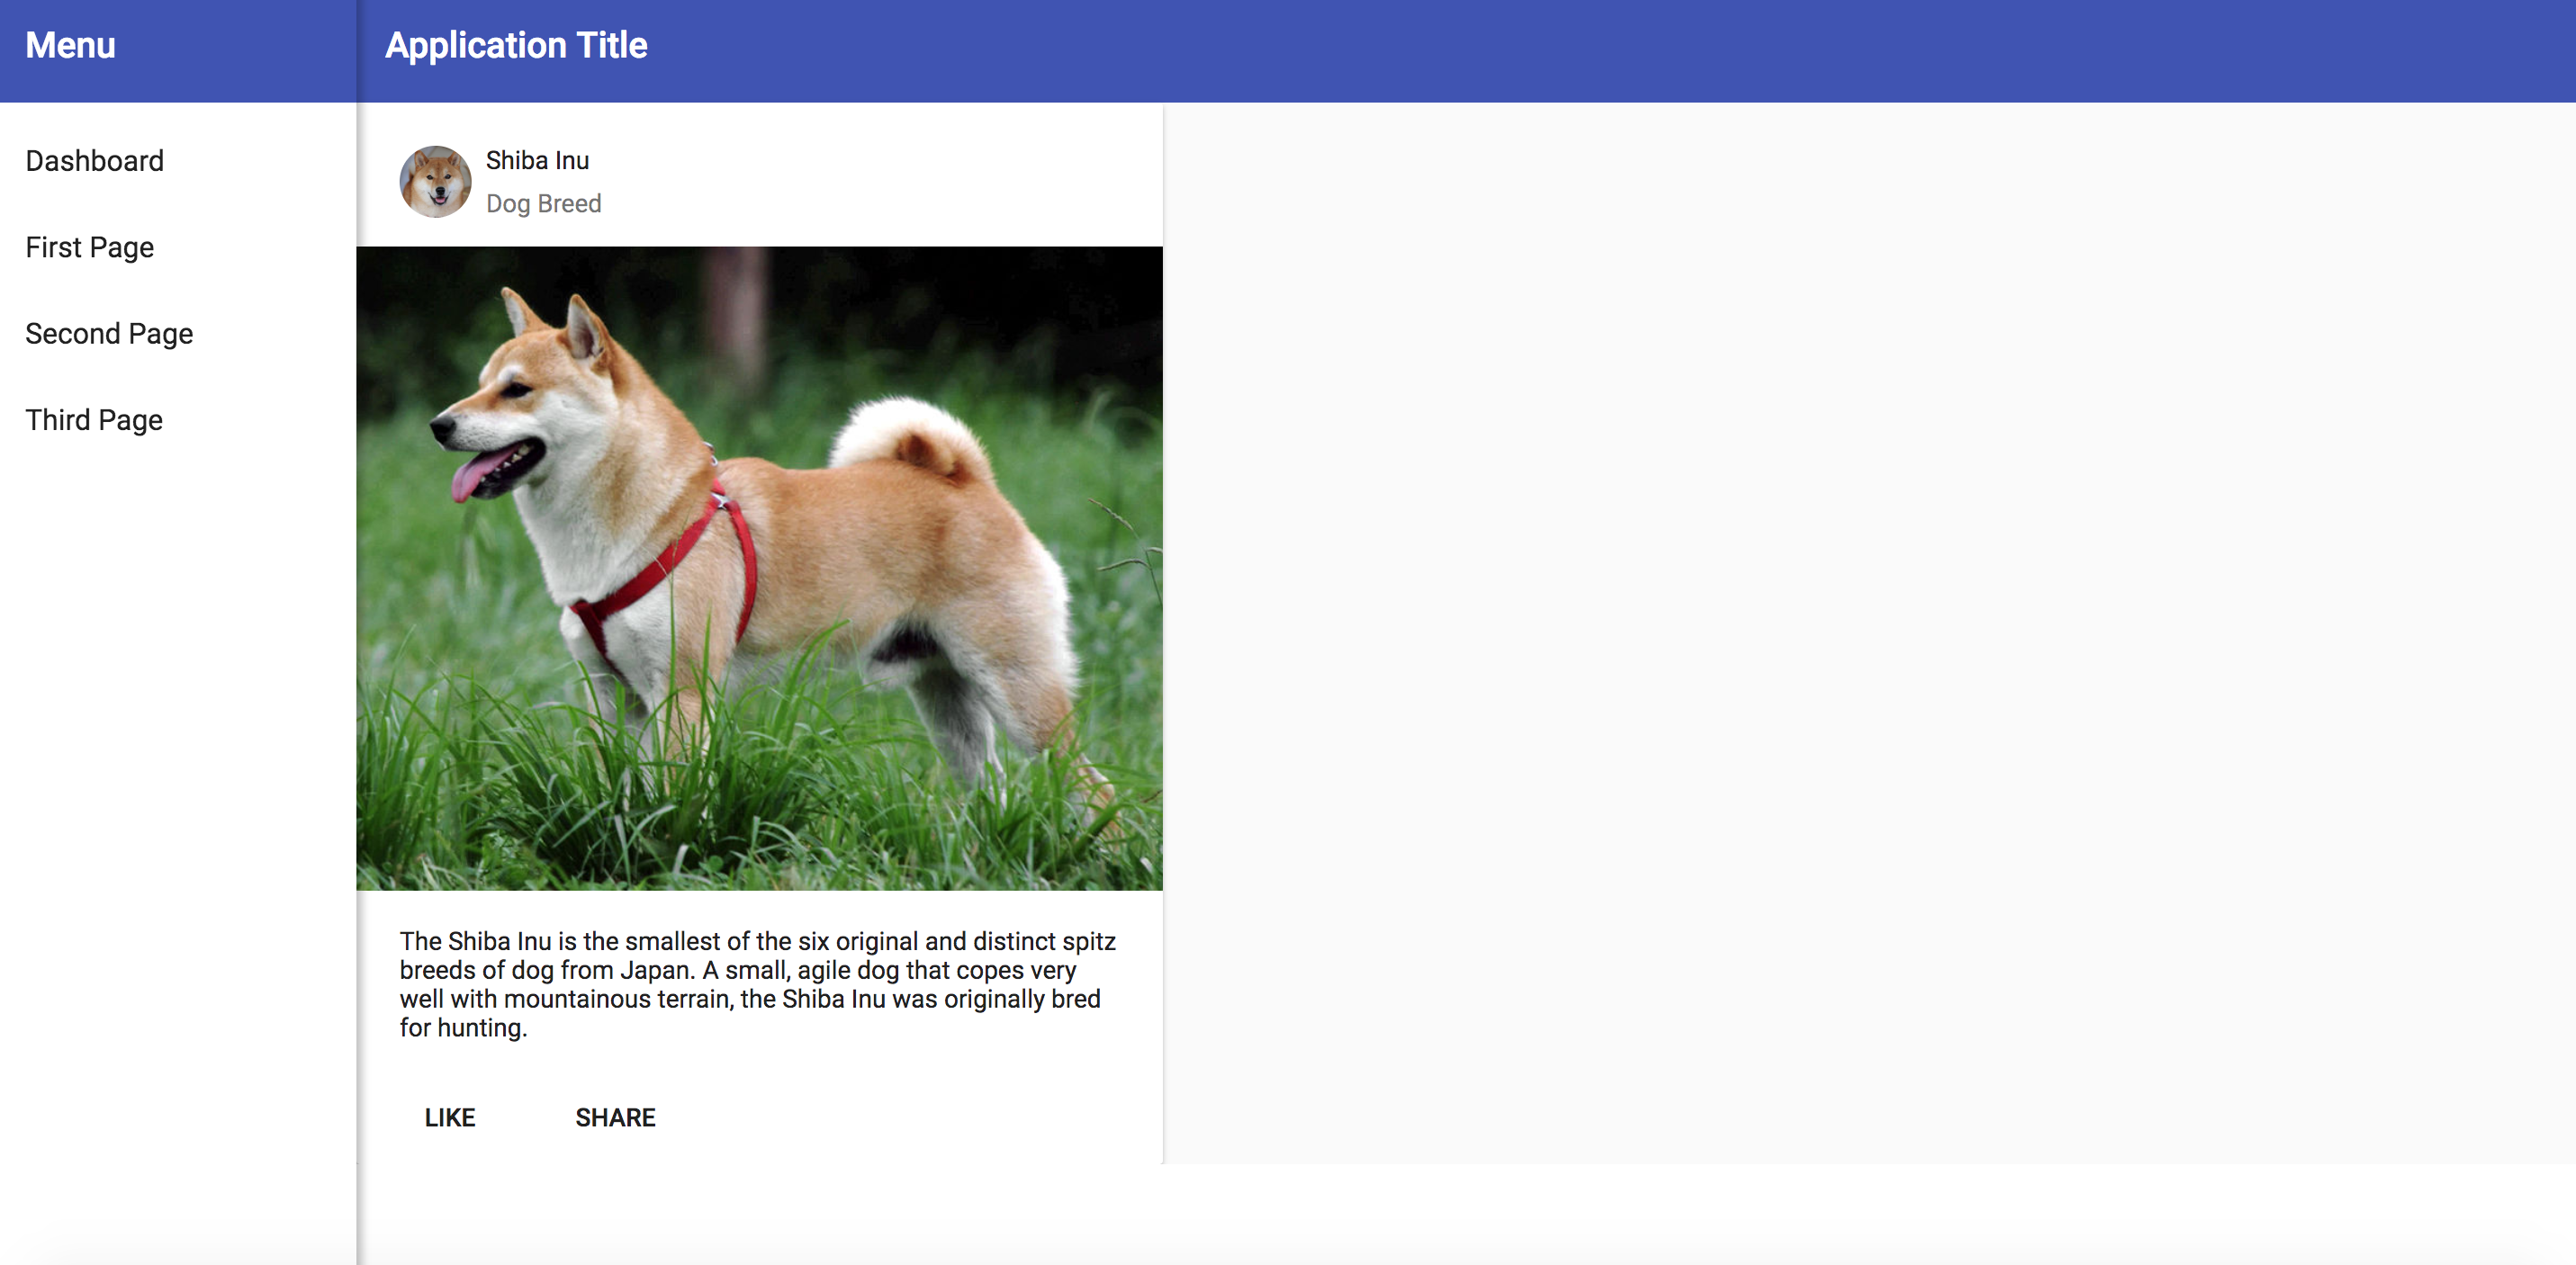 Menu
Application Title
Dashboard
First Page
Second Page
Third Page
Shiba Inu
Dog Breed
The Shiba Inu is the smallest of the six original and distinct spitz
breeds of dog from Japan. A small, agile dog that copes very
well with mountainous terrain, the Shiba Inu was originally bred
for hunting.
LIKE
SHARE